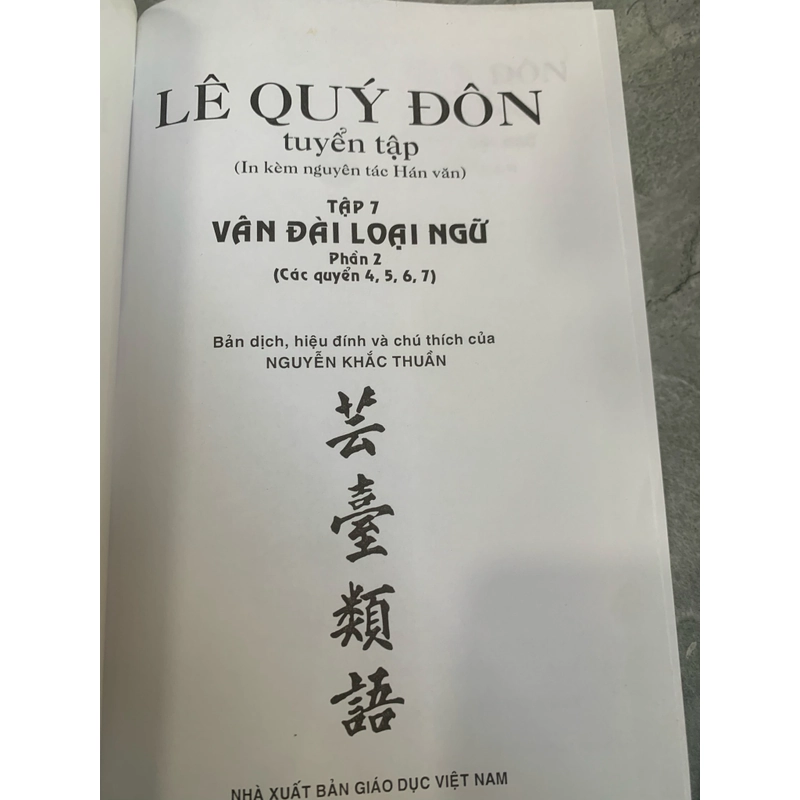 LÊ QUÝ ĐÔN
tuyển tập
(In kèm nguyên tác Hán văn)
TẬP 7
VÂN ĐÀI LOẠI NGỮ
Phần 2
(Các quyển 4, 5, 6, 7)
Bản dịch, hiệu đính và chú thích của
NGUYỄN KHẮC THUẦN
芸臺類語
NHÀ XUẤT BẢN GIÁO DỤC VIỆT NAM